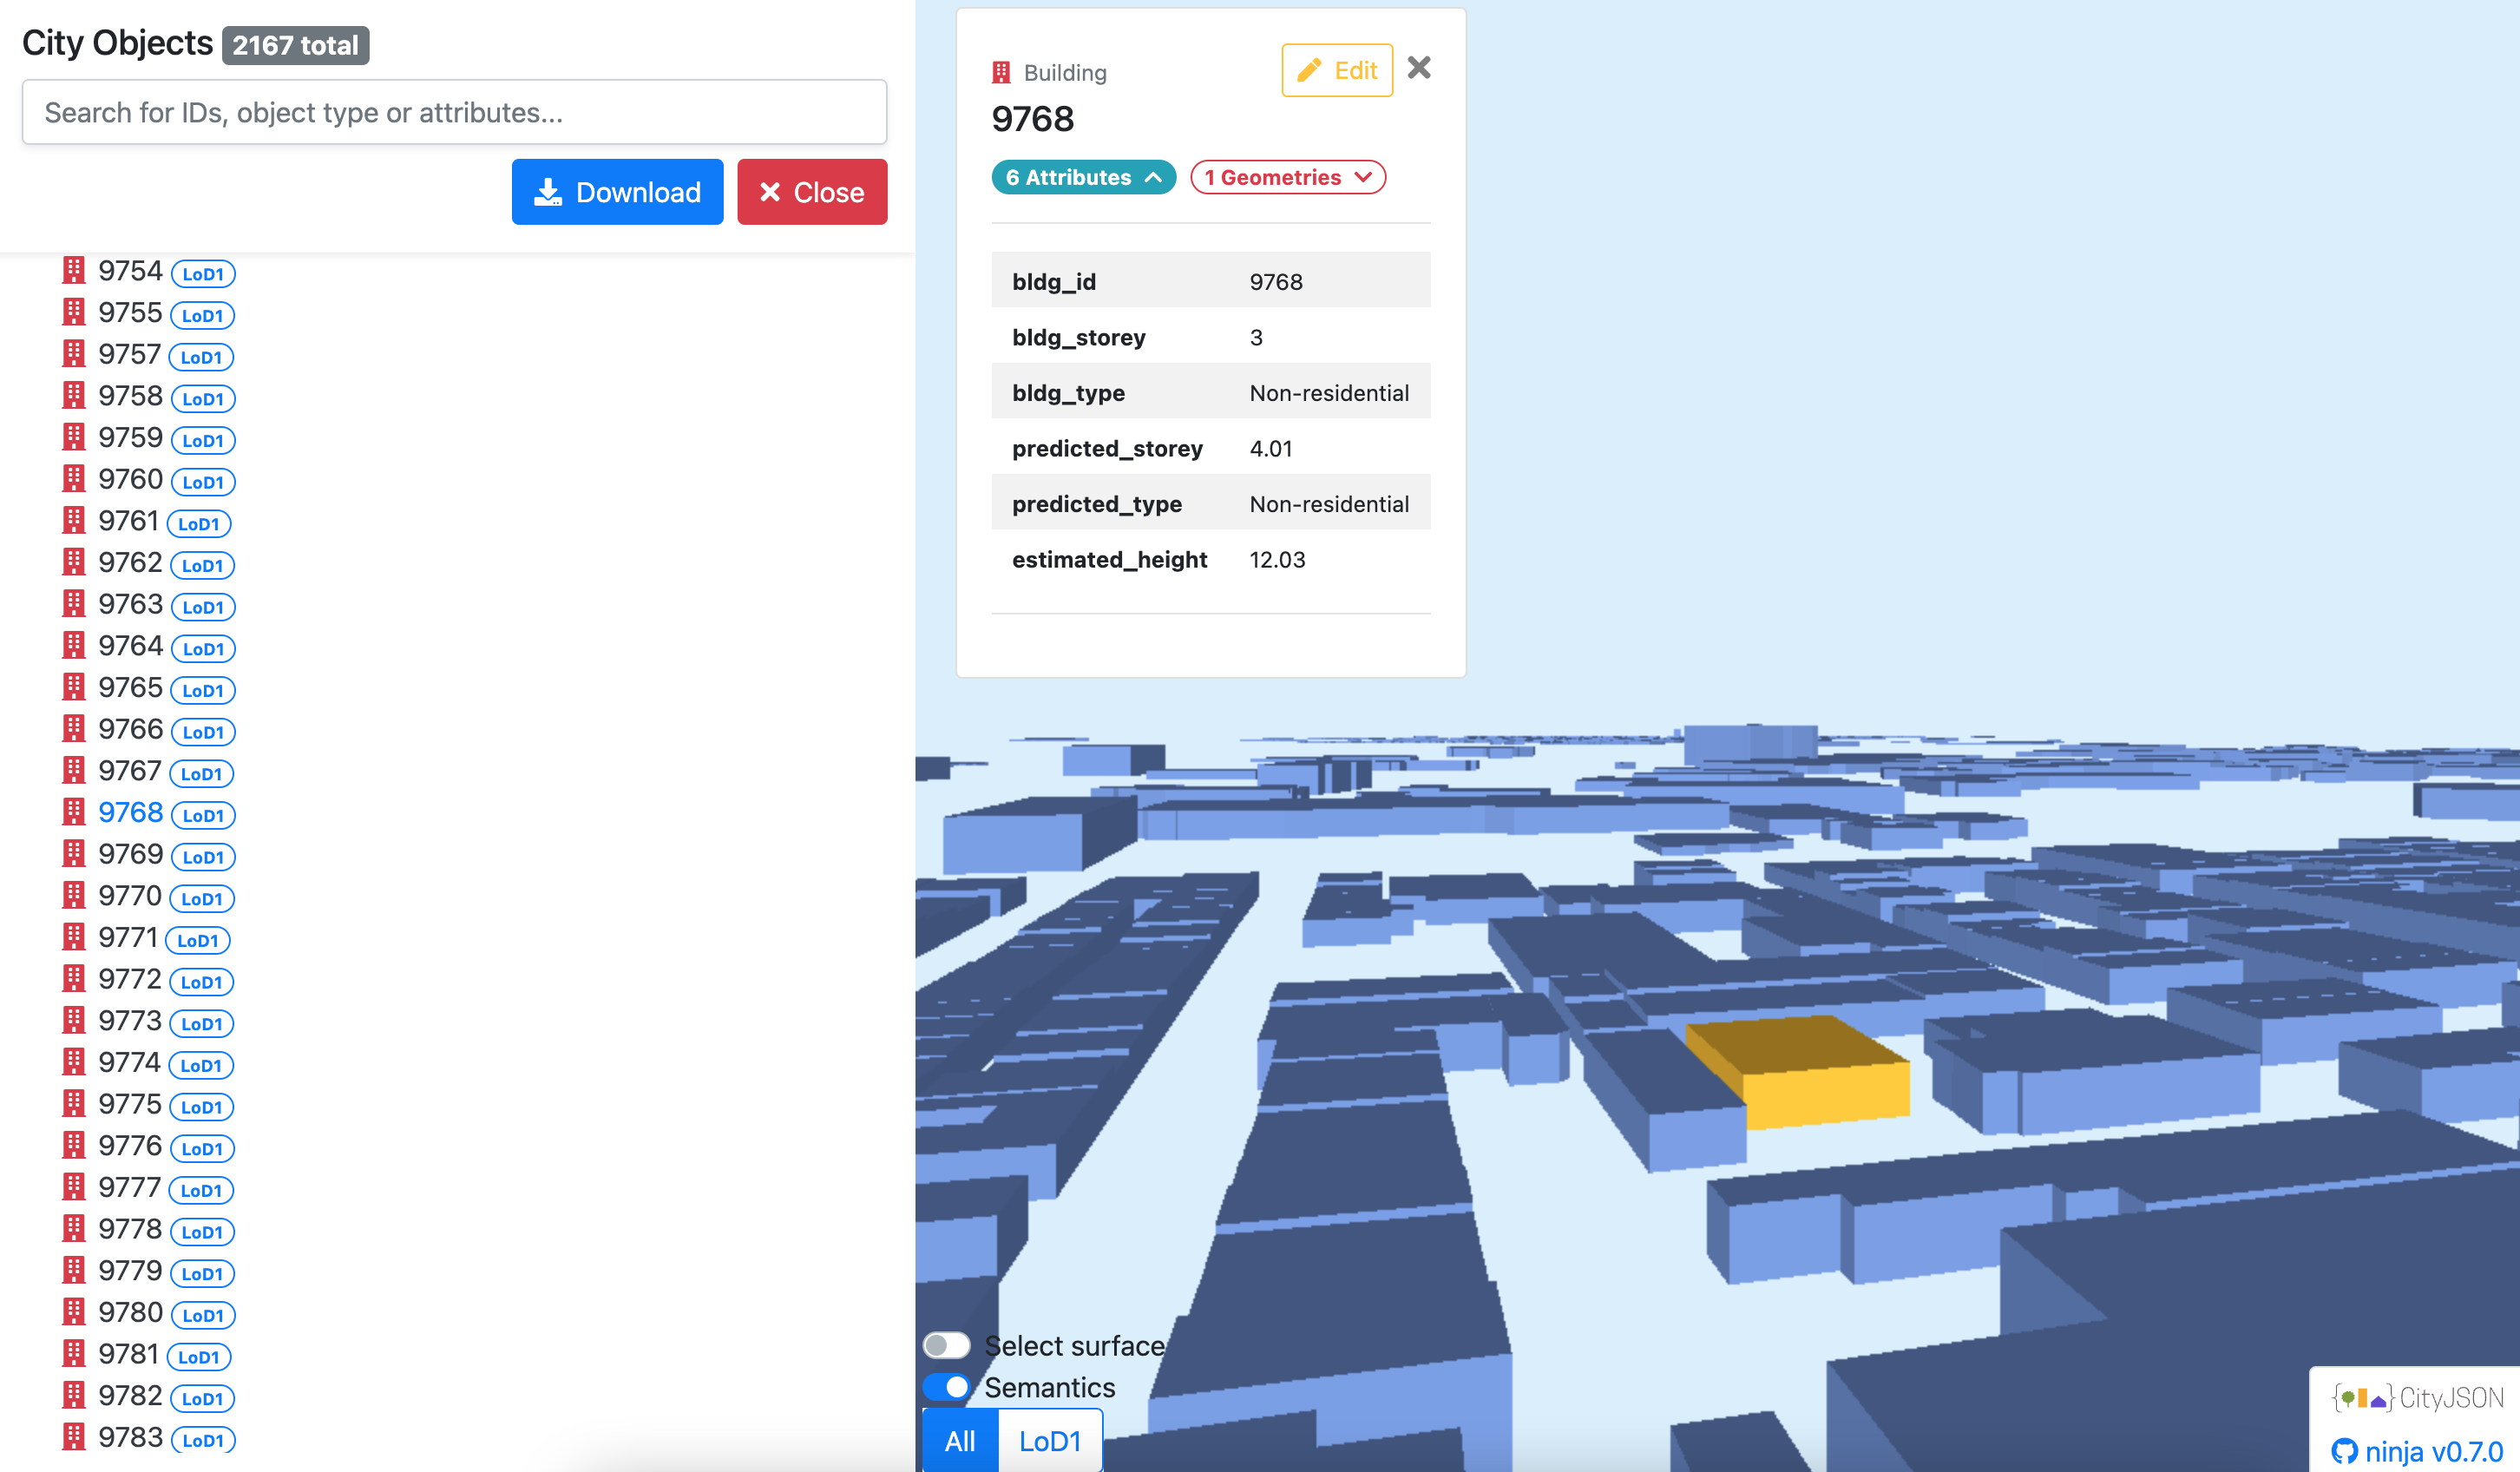 City Objects 2167 total
Search for IDs, object type or attributes...
Download
Close
9754 LoD1
9755 LoD1
9757 LoD1
9758 LoD1
9759 LoD1
9760 LoD1
9761 LoD1
9762 LoD1
9763 LoD1
9764 LoD1
9765 LoD1
9766 LoD1
9767 LoD1
9768 LoD1
9769 LoD1
9770 LoD1
9771 LoD1
9772 LoD1
9773 LoD1
9774 LoD1
9775 LoD1
9776 LoD1
9777 LoD1
9778 LoD1
9779 LoD1
9780 LoD1
9781 LoD1
9782 LoD1
9783 LoD1
Building
Edit
9768
6 Attributes
1 Geometries
bldg_id 9768
bldg_storey 3
bldg_type Non-residential
predicted_storey 4.01
predicted_type Non-residential
estimated_height 12.03
Select surface
Semantics
All LoD1
CityJSON
ninja v0.7.0